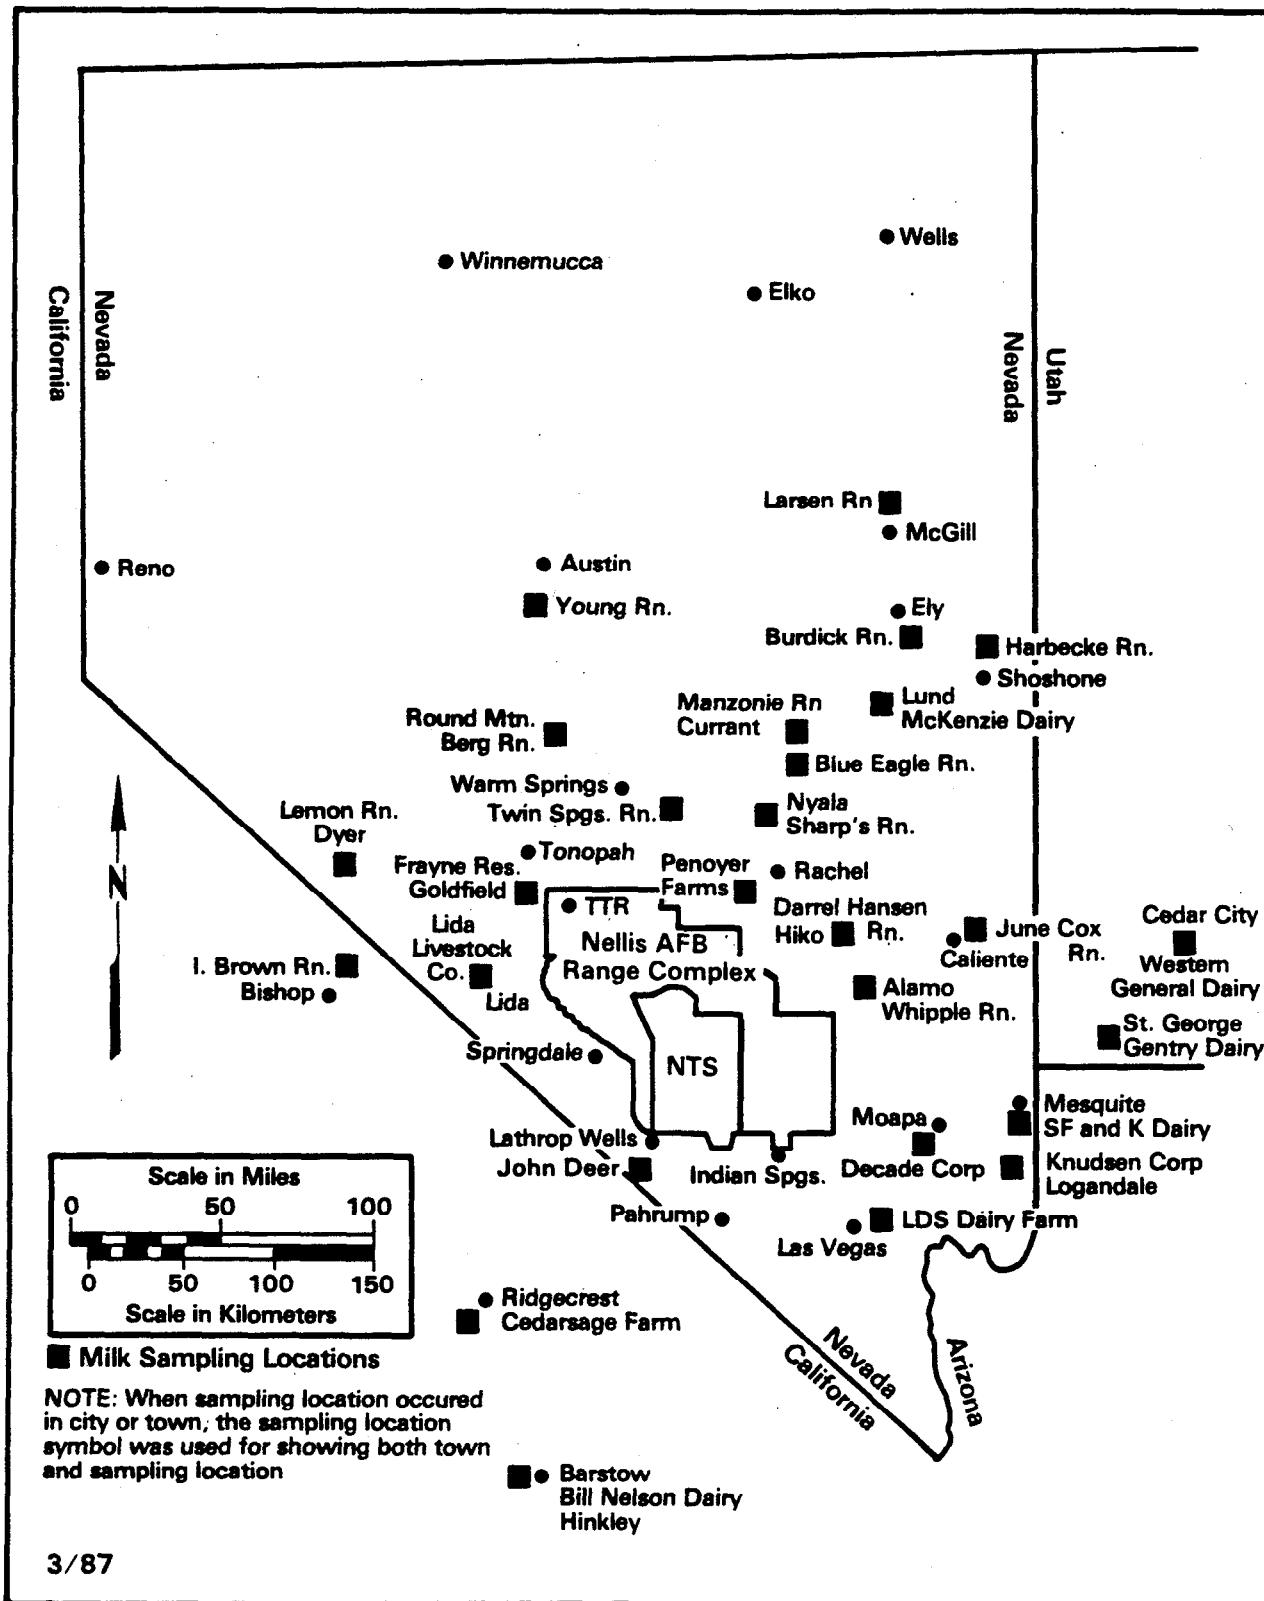 Winnemucca
Wells
Elko
California
Nevada
Nevada
Utah
Larsen Rn
McGill
Reno
Austin
Young Rn.
Ely
Burdick Rn.
Harbecke Rn.
Shoshone
Lund
McKenzie Dairy
Manzonie Rn
Currant
Round Mtn.
Berg Rn.
Blue Eagle Rn.
Warm Springs
Twin Spgs. Rn.
Nyala
Sharp's Rn.
Lemon Rn.
Dyer
N
Tonopah
Frayne Res.
Goldfield
Penoyer
Farms
Rachel
TTR
Nellis AFB
Range Complex
Darrel Hansen
Hiko Rn.
June Cox
Rn.
Caliente
Cedar City
Western
General Dairy
Lida
Livestock
Co.
Lida
I. Brown Rn.
Bishop
Alamo
Whipple Rn.
St. George
Gentry Dairy
Springdale
NTS
Lathrop Wells
John Deer
Indian Spgs.
Moapa
Decade Corp
Mesquite
SF and K Dairy
Knudsen Corp
Logandale
Pahrump
Las Vegas
LDS Dairy Farm
Scale in Miles
0 50 100
0 50 100 150
Scale in Kilometers
Ridgecrest
Cedarsage Farm
Nevada
California
Arizona
Milk Sampling Locations
NOTE: When sampling location occured
in city or town, the sampling location
symbol was used for showing both town
and sampling location
Barstow
Bill Nelson Dairy
Hinkley
3/87